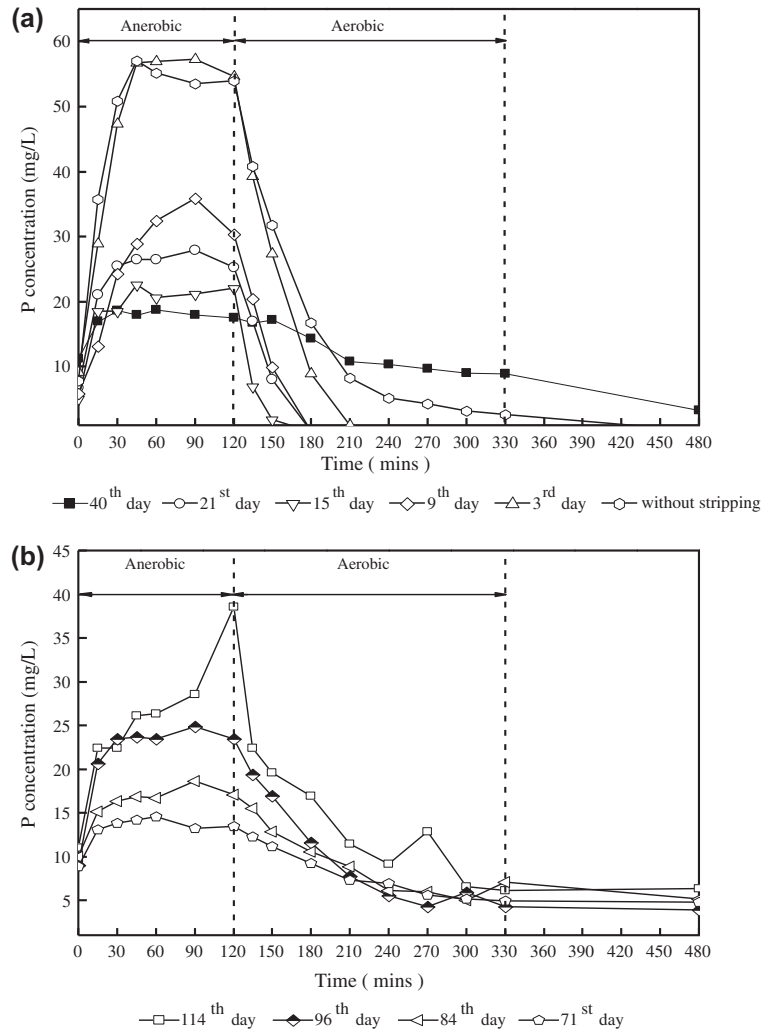 (a)
Anerobic Aerobic
60
50
40
30
20
10
P concentration (mg/L)
0 30 60 90 120 150 180 210 240 270 300 330 360 390 420 450 480
Time ( mins )
40th day 21st day 15th day 9th day 3rd day without stripping
(b)
Anerobic Aerobic
45
40
35
30
25
20
15
10
5
P concentration (mg/L)
0 30 60 90 120 150 180 210 240 270 300 330 360 390 420 450 480
Time ( mins )
114th day 96th day 84th day 71st day